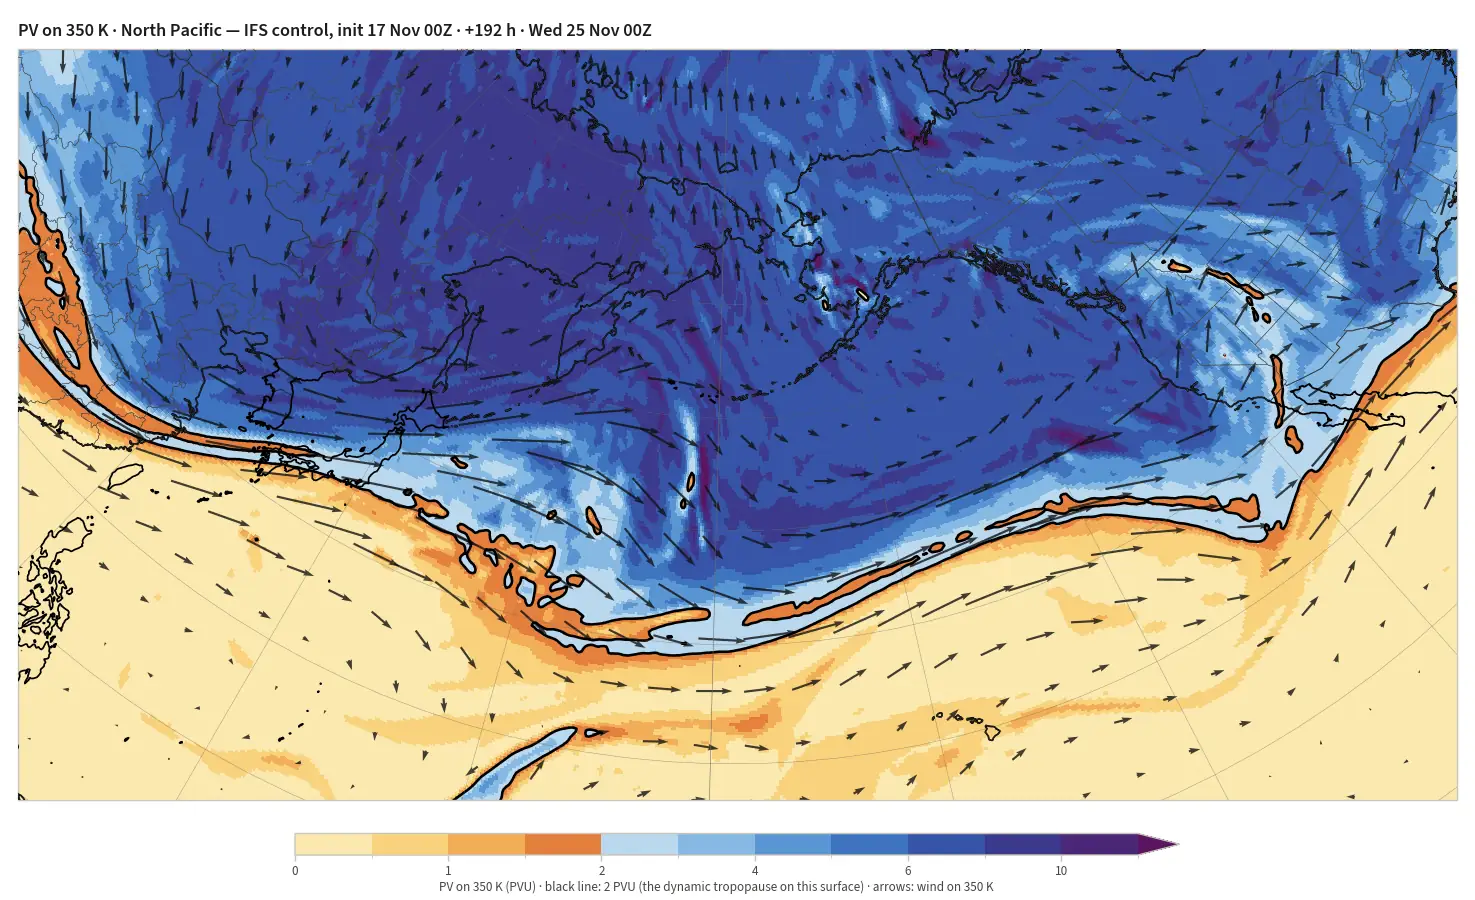 PV on 350 K · North Pacific — IFS control, init 17 Nov 00Z · +192 h · Wed 25 Nov 00Z
0 1 2 4 6 10
PV on 350 K (PVU) · black line: 2 PVU (the dynamic tropopause on this surface) · arrows: wind on 350 K